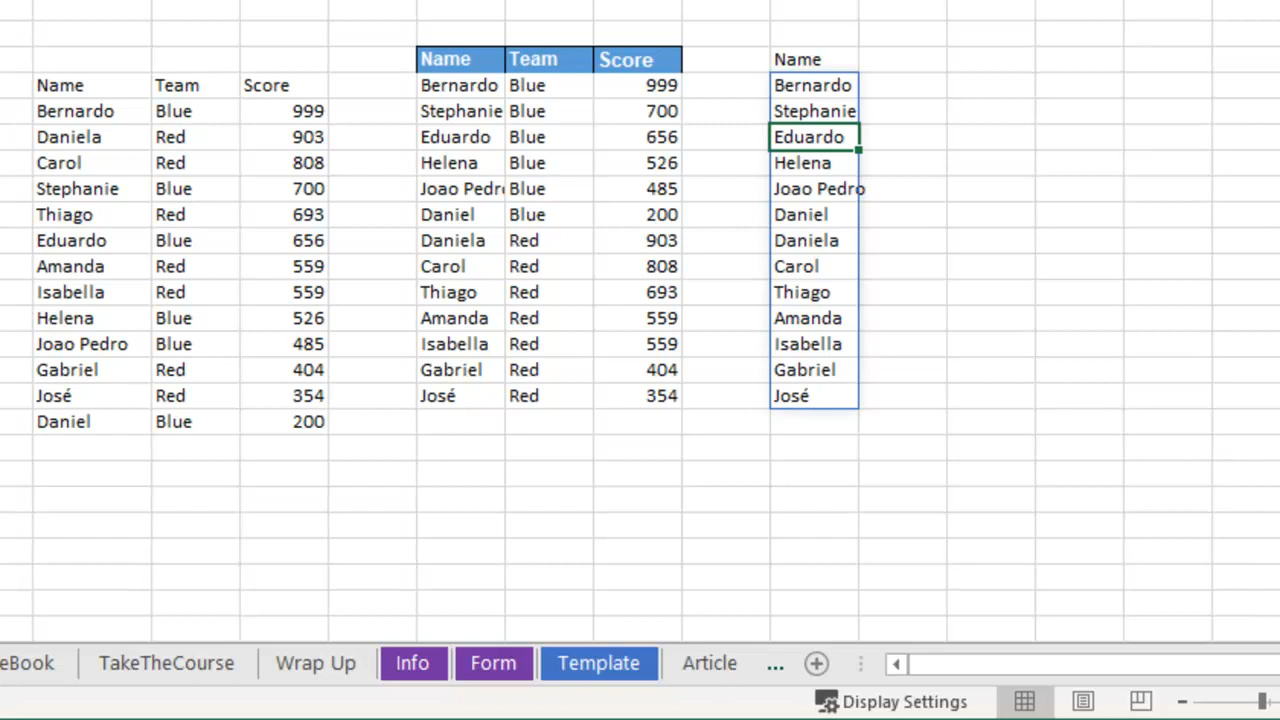 Name Team Score Name
Name Team Score Bernardo Blue 999 Bernardo
Bernardo Blue 999 Stephanie Blue 700 Stephanie
Daniela Red 903 Eduardo Blue 656 Eduardo
Carol Red 808 Helena Blue 526 Helena
Stephanie Blue 700 Joao Pedr Blue 485 Joao Pedro
Thiago Red 693 Daniel Blue 200 Daniel
Eduardo Blue 656 Daniela Red 903 Daniela
Amanda Red 559 Carol Red 808 Carol
Isabella Red 559 Thiago Red 693 Thiago
Helena Blue 526 Amanda Red 559 Amanda
Joao Pedro Blue 485 Isabella Red 559 Isabella
Gabriel Red 404 Gabriel Red 404 Gabriel
José Red 354 José Red 354 José
Daniel Blue 200
eBook TakeTheCourse Wrap Up Info Form Template Article ...
Display Settings